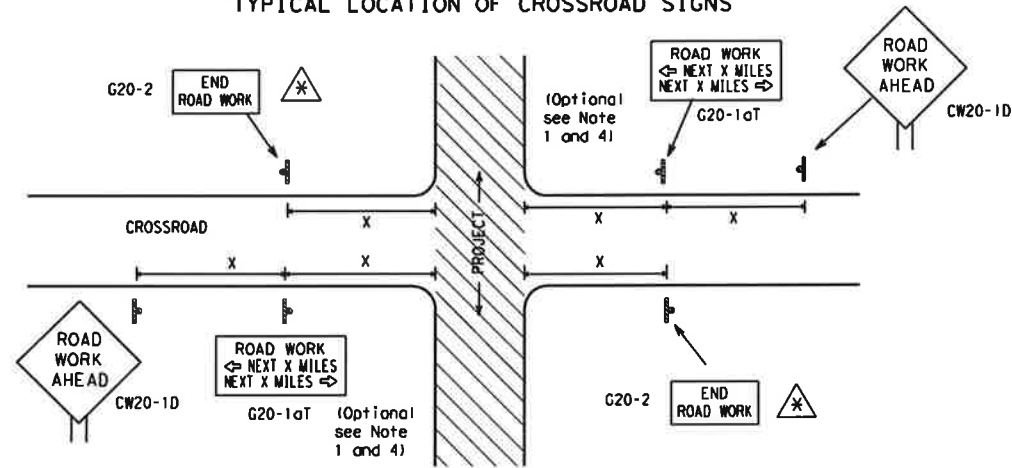 TYPICAL LOCATION OF CROSSROAD SIGNS
G20-2
END
ROAD WORK
*
(Optional
see Note
1 and 4)
ROAD WORK
⇦ NEXT X MILES
NEXT X MILES ⇨
G20-1aT
ROAD
WORK
AHEAD
CW20-1D
X
X
X
CROSSROAD
PROJECT
X
X
X
ROAD
WORK
AHEAD
CW20-1D
ROAD WORK
⇦ NEXT X MILES
NEXT X MILES ⇨
G20-1aT
(Optional
see Note
1 and 4)
G20-2
END
ROAD WORK
*